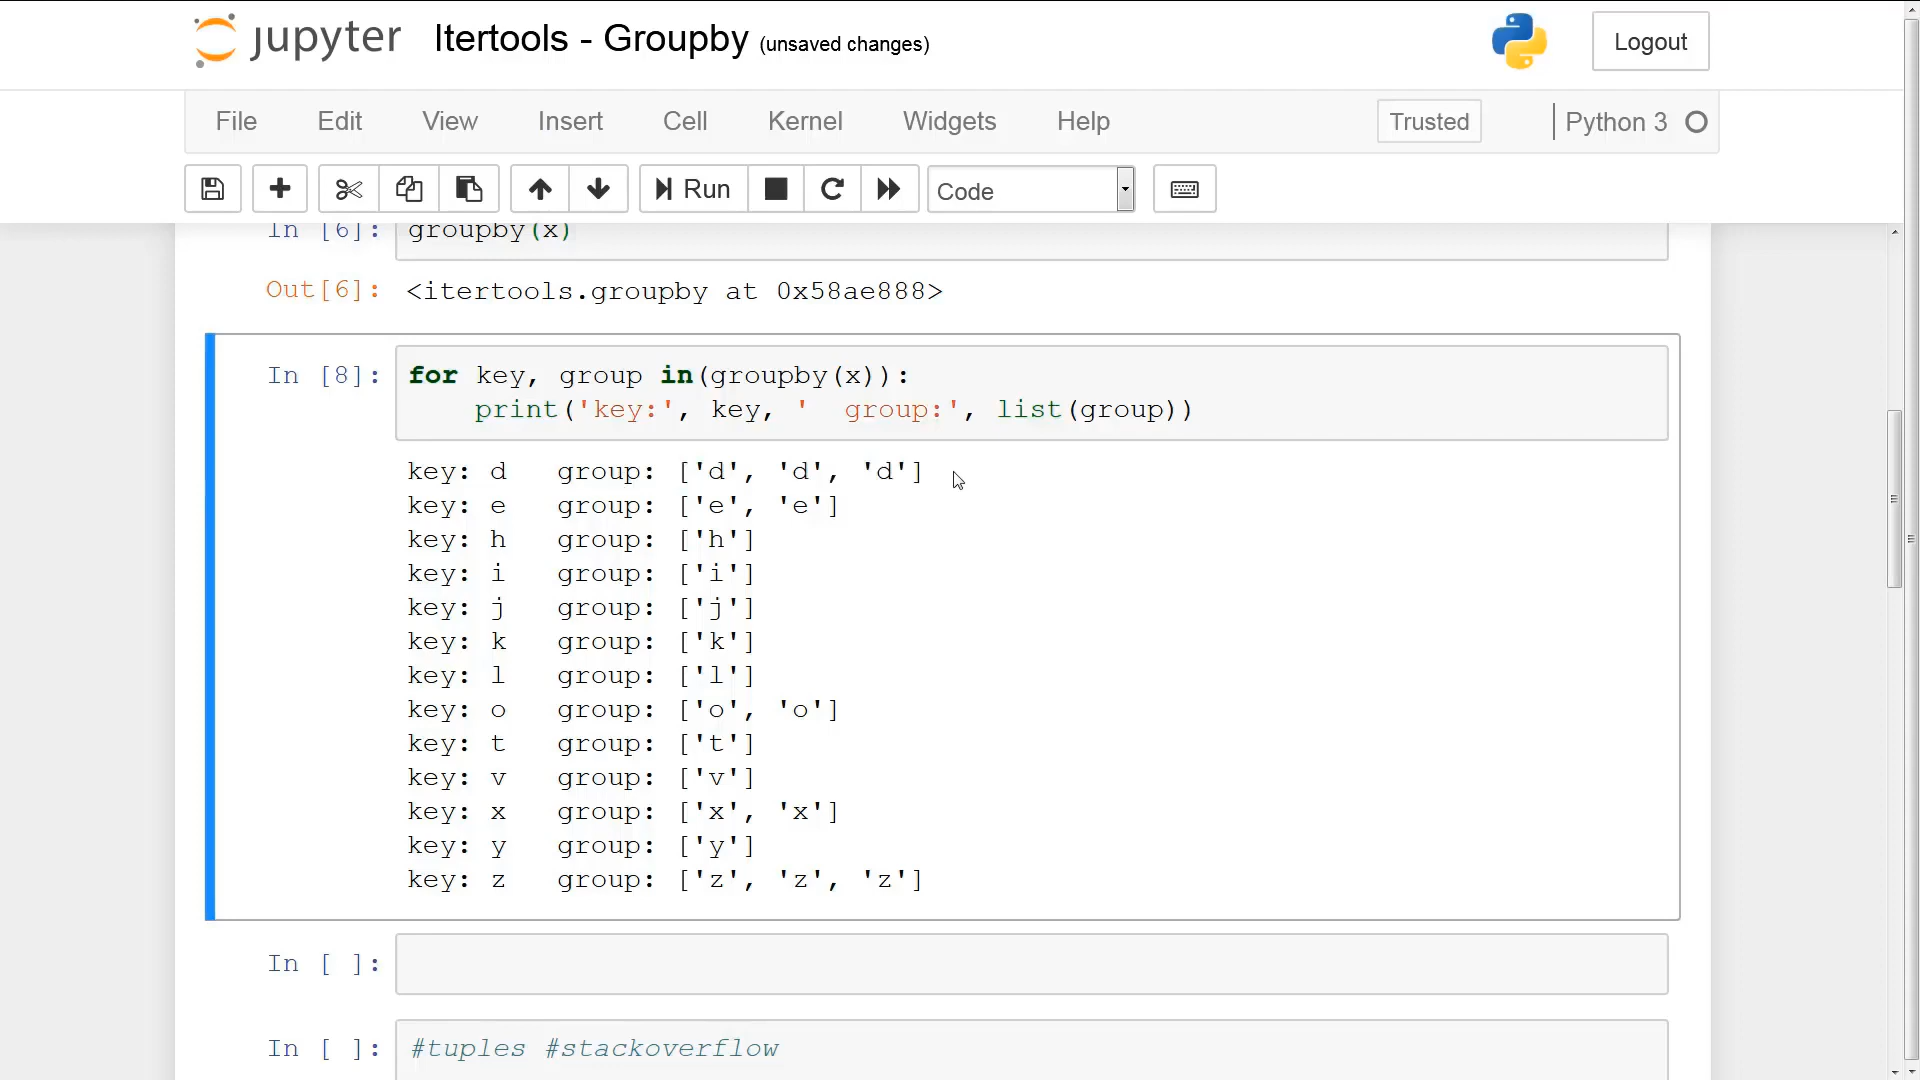 jupyter Itertools - Groupby (unsaved changes) Logout
File Edit View Insert Cell Kernel Widgets Help Trusted Python 3
Run Code
In [6]: groupby(x)
Out[6]: <itertools.groupby at 0x58ae888>
In [8]: for key, group in(groupby(x)):
print('key:', key, '  group:', list(group))
key: d   group: ['d', 'd', 'd']
key: e   group: ['e', 'e']
key: h   group: ['h']
key: i   group: ['i']
key: j   group: ['j']
key: k   group: ['k']
key: l   group: ['l']
key: o   group: ['o', 'o']
key: t   group: ['t']
key: v   group: ['v']
key: x   group: ['x', 'x']
key: y   group: ['y']
key: z   group: ['z', 'z', 'z']
In [ ]:
In [ ]: #tuples #stackoverflow